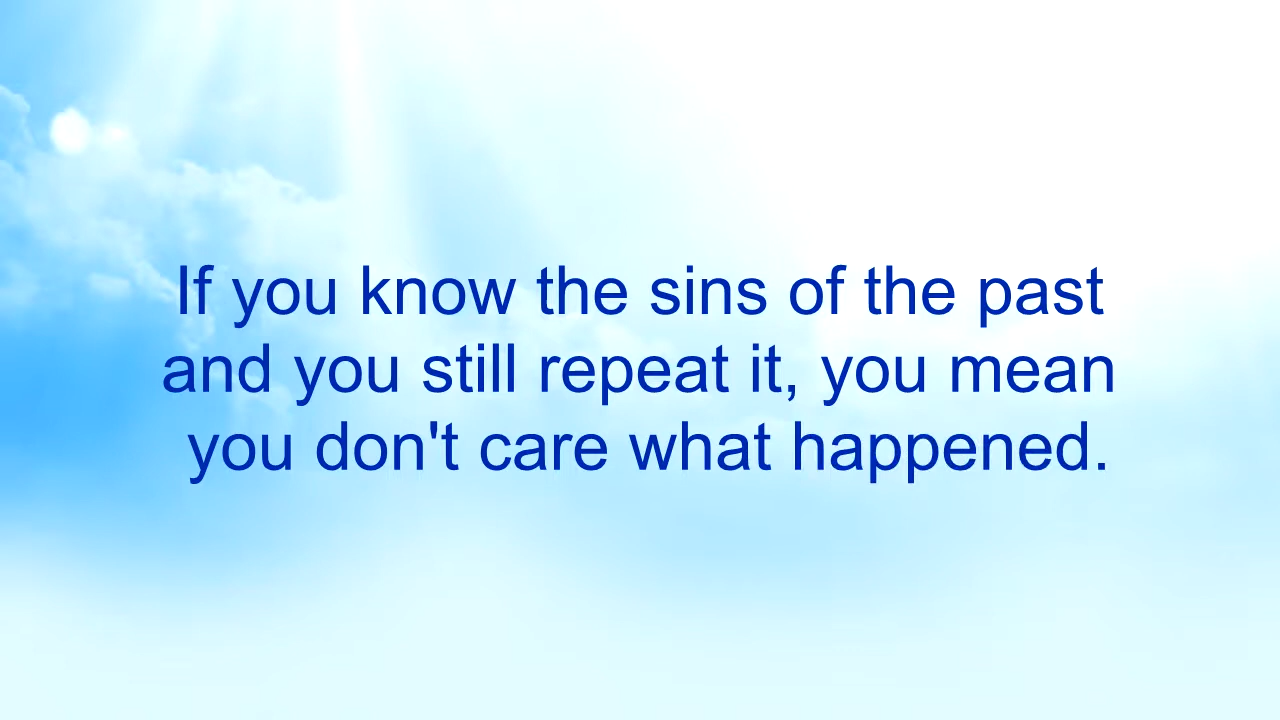 If you know the sins of the past
and you still repeat it, you mean
you don't care what happened.